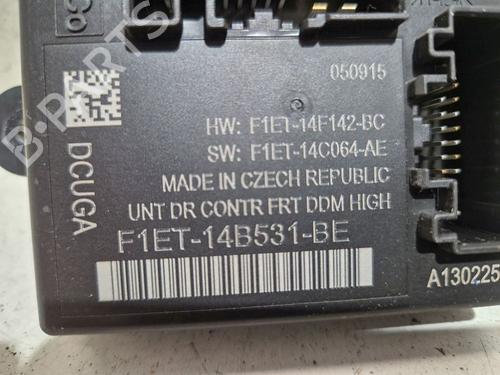 050915
HW: F1ET-14F142-BC
SW: F1ET-14C064-AE
MADE IN CZECH REPUBLIC
UNT DR CONTR FRT DDM HIGH
F1ET-14B531-BE
DCUGA
A130225